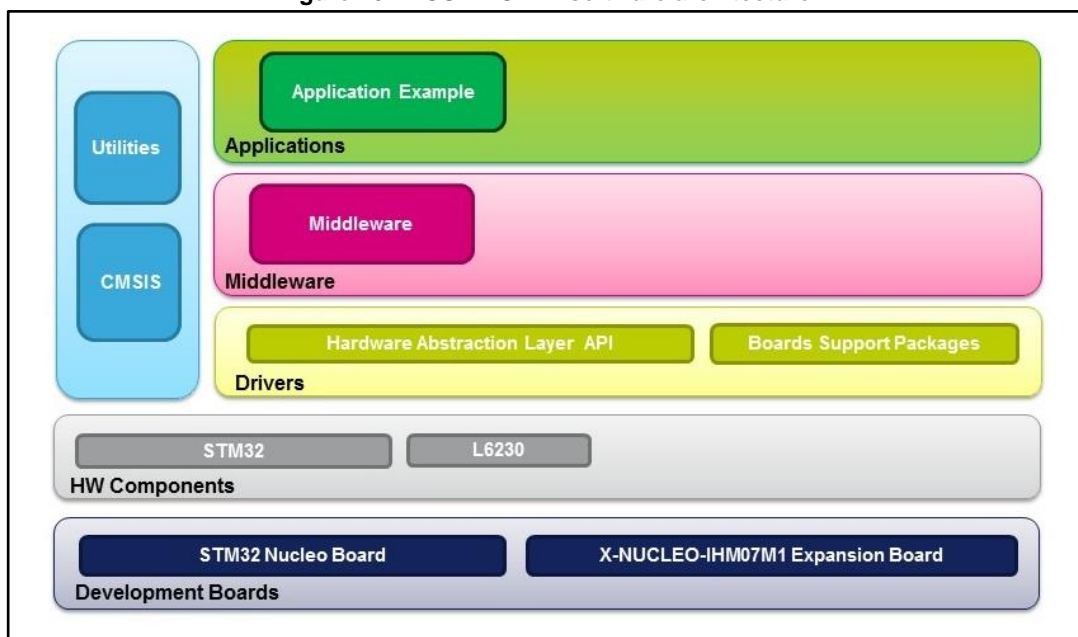 Utilities
CMSIS
Application Example
Applications
Middleware
Middleware
Hardware Abstraction Layer API
Boards Support Packages
Drivers
STM32
L6230
HW Components
STM32 Nucleo Board
X-NUCLEO-IHM07M1 Expansion Board
Development Boards